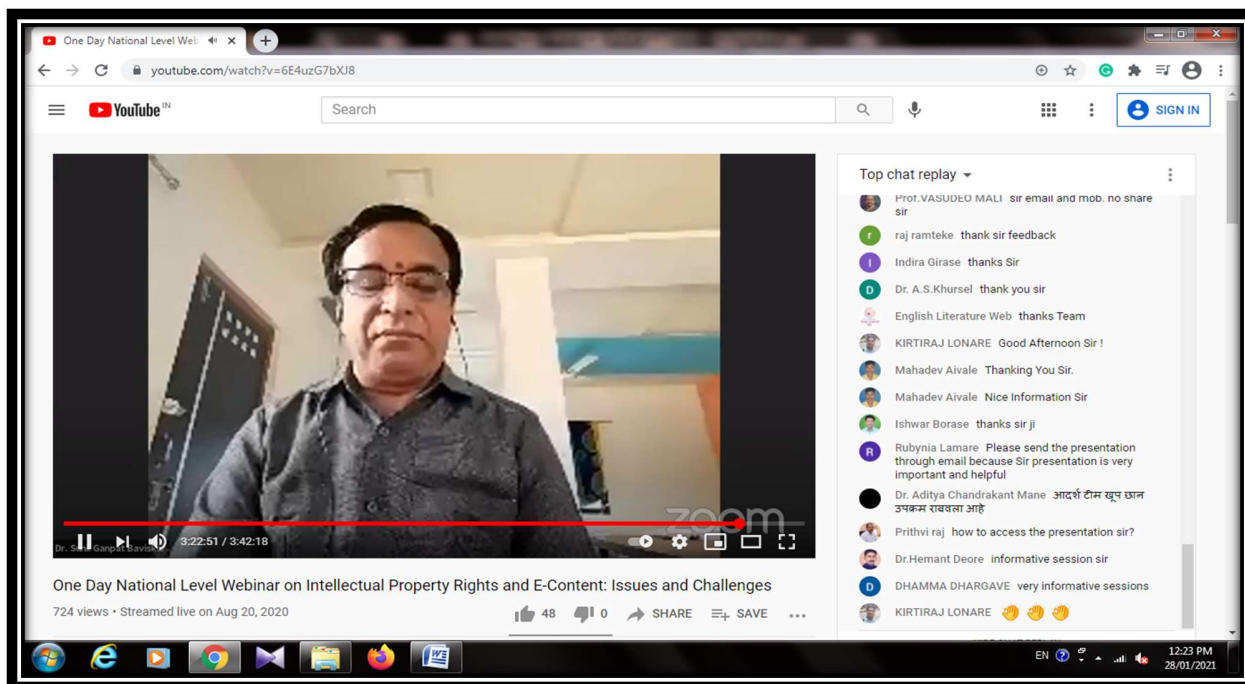 One Day National Level Web
youtube.com/watch?v=6E4uzG7bXJ8
YouTube IN
Search
SIGN IN
zoom
3:22:51 / 3:42:18
Dr. Ganpat
One Day National Level Webinar on Intellectual Property Rights and E-Content: Issues and Challenges
724 views • Streamed live on Aug 20, 2020
48 0 SHARE SAVE
Top chat replay
Prof.VASUDEO MALI sir email and mob. no share
sir
r raj ramteke thank sir feedback
I Indira Girase thanks Sir
D Dr. A.S.Khursel thank you sir
English Literature Web thanks Team
KIRTIRAJ LONARE Good Afternoon Sir !
Mahadev Aivale Thanking You Sir.
Mahadev Aivale Nice Information Sir
Ishwar Borase thanks sir ji
R Rubynia Lamare Please send the presentation
through email because Sir presentation is very
important and helpful
Dr. Aditya Chandrakant Mane आदर्श टीम खूप छान
उपक्रम राबवला आहे
Prithvi raj how to access the presentation sir?
Dr.Hemant Deore informative session sir
D DHAMMA DHARGAVE very informative sessions
KIRTIRAJ LONARE 👏 👏 👏
EN
12:23 PM
28/01/2021